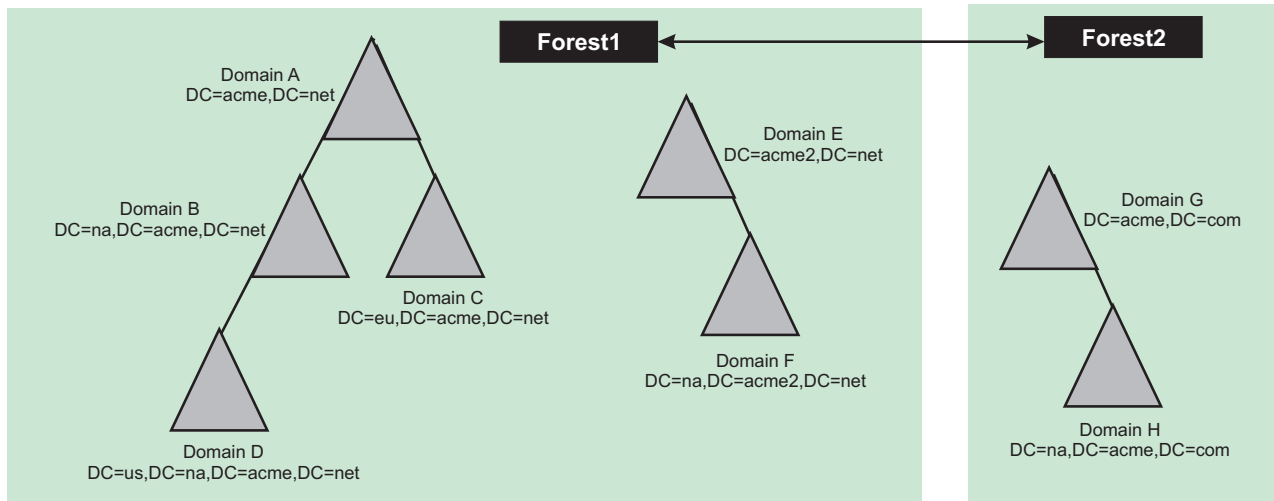 Forest1
Forest2
Domain A
DC=acme,DC=net
Domain E
DC=acme2,DC=net
Domain B
DC=na,DC=acme,DC=net
Domain G
DC=acme,DC=com
Domain C
DC=eu,DC=acme,DC=net
Domain F
DC=na,DC=acme2,DC=net
Domain D
DC=us,DC=na,DC=acme,DC=net
Domain H
DC=na,DC=acme,DC=com